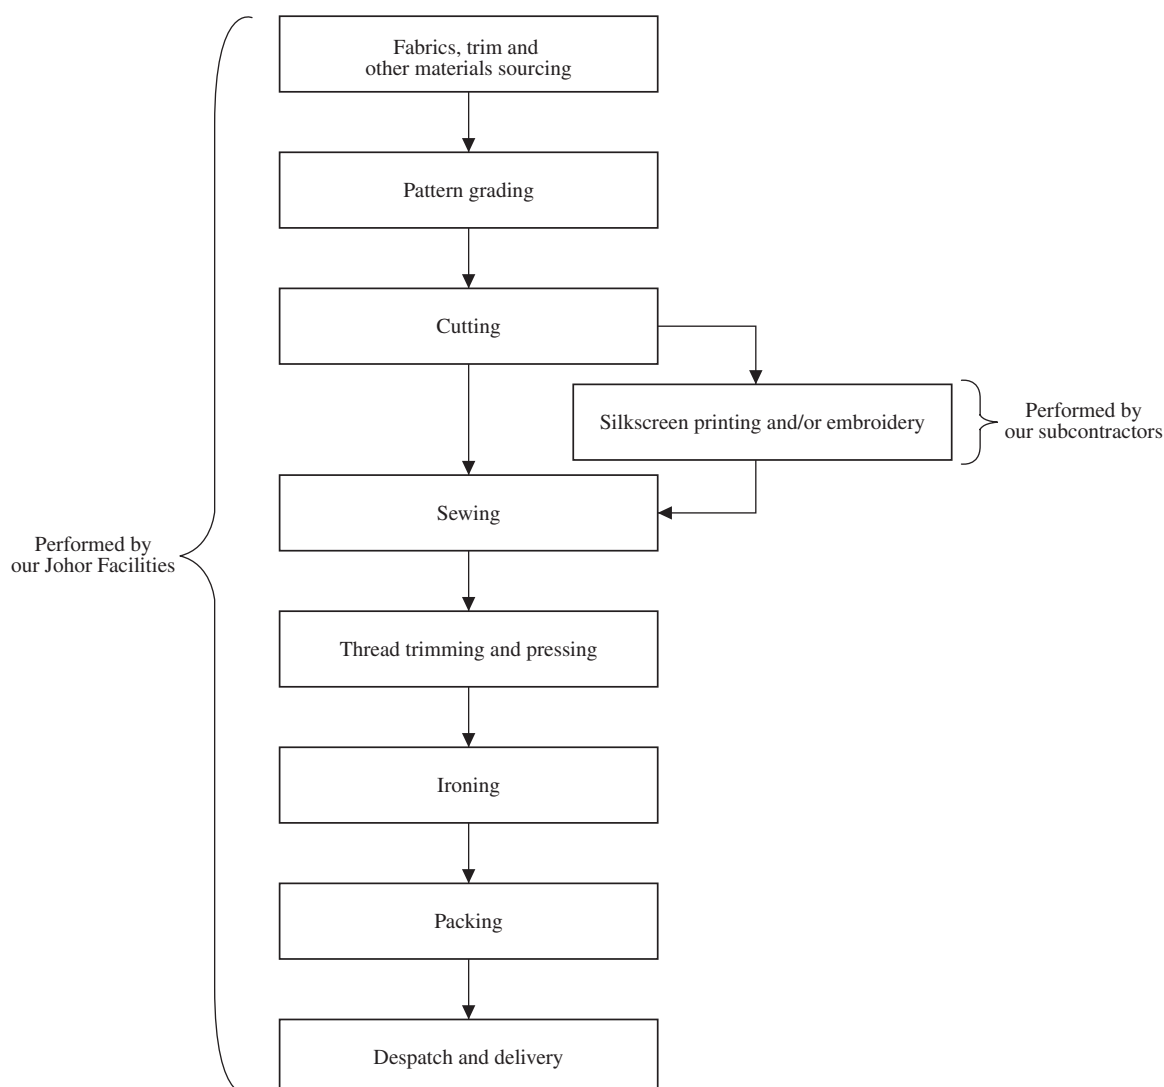 Fabrics, trim and
other materials sourcing
Pattern grading
Cutting
Silkscreen printing and/or embroidery
Performed by
our subcontractors
Sewing
Performed by
our Johor Facilities
Thread trimming and pressing
Ironing
Packing
Despatch and delivery